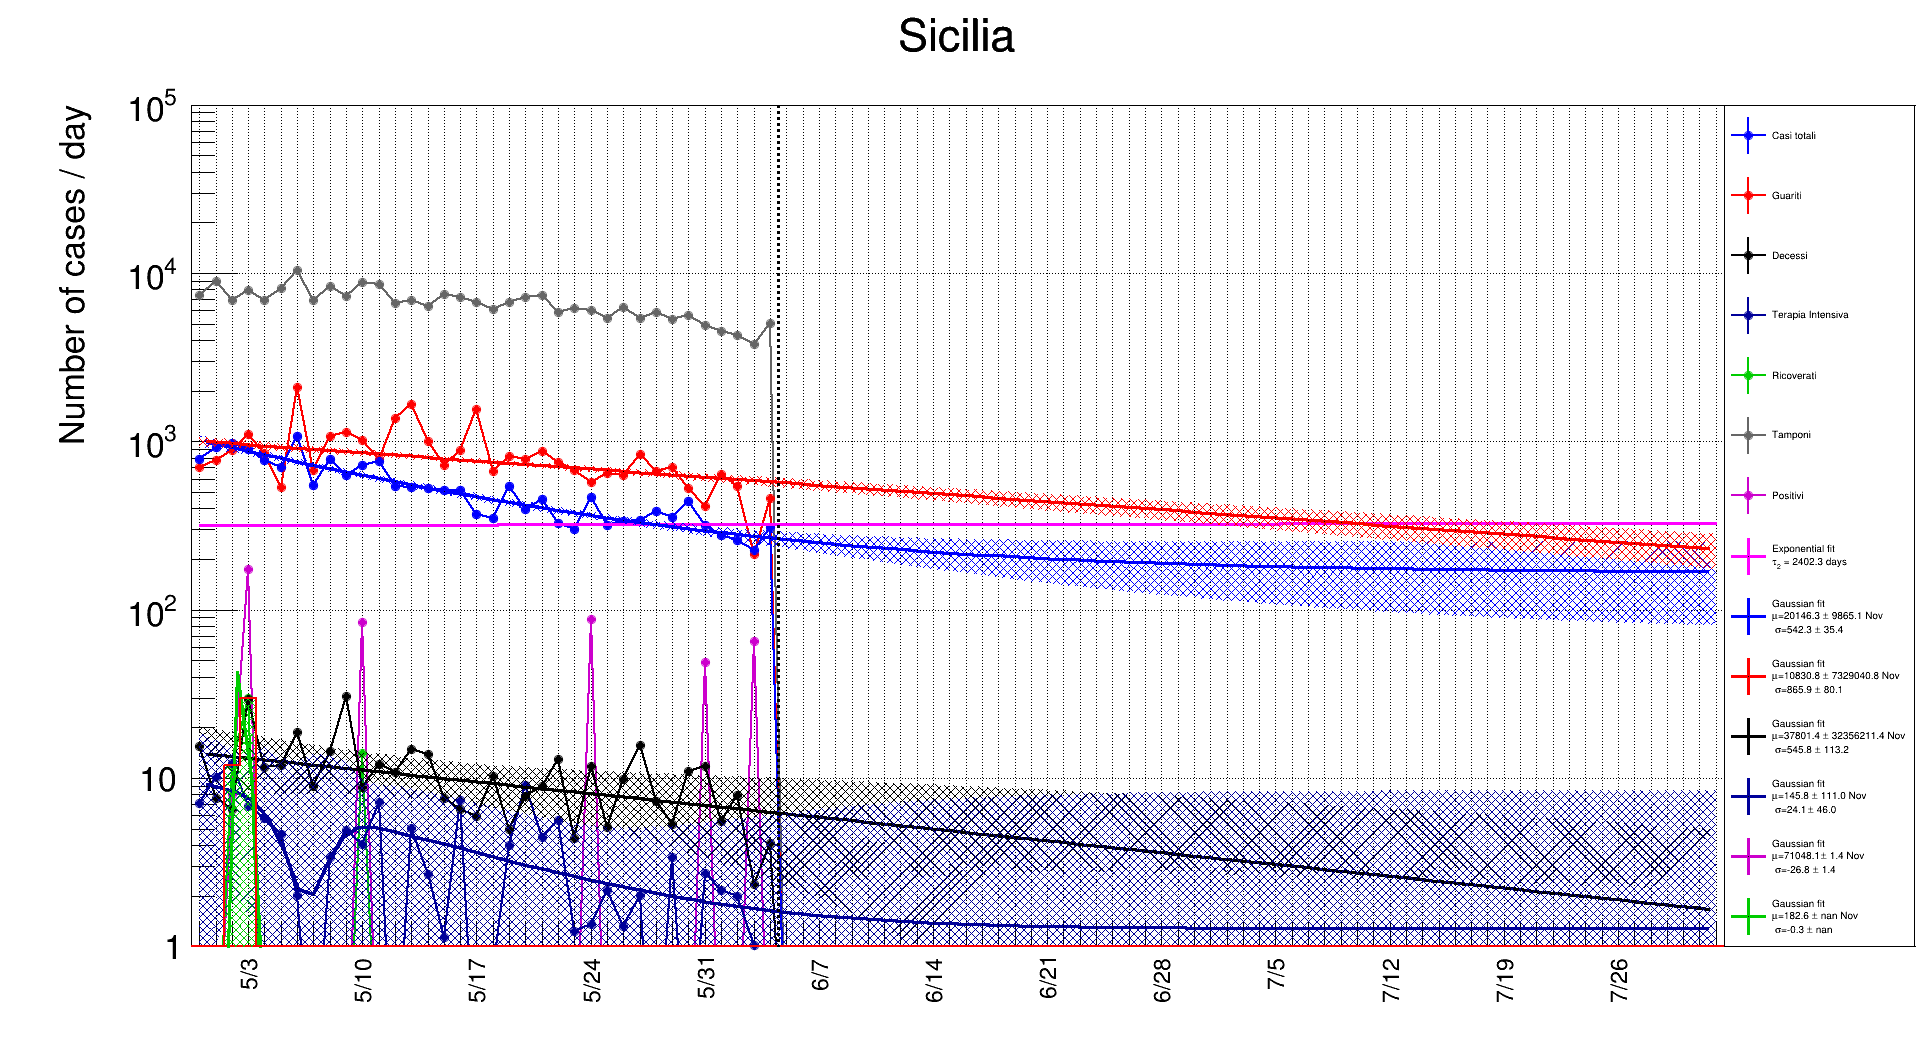 Sicilia
Number of cases / day
10^5
10^4
10^3
10^2
10
1
5/3
5/10
5/17
5/24
5/31
6/7
6/14
6/21
6/28
7/5
7/12
7/19
7/26
Casi totali
Guariti
Decessi
Terapia Intensiva
Ricoverati
Tamponi
Positivi
Exponential fit
τ₂ = 2402.3 days
Gaussian fit
μ=20146.3 ± 9865.1 Nov
σ=542.3 ± 35.4
Gaussian fit
μ=10830.8 ± 7329040.8 Nov
σ=865.9 ± 80.1
Gaussian fit
μ=37801.4 ± 32356211.4 Nov
σ=545.8 ± 113.2
Gaussian fit
μ=145.8 ± 111.0 Nov
σ=24.1 ± 46.0
Gaussian fit
μ=71048.1 ± 1.4 Nov
σ=-26.8 ± 1.4
Gaussian fit
μ=182.6 ± nan Nov
σ=-0.3 ± nan